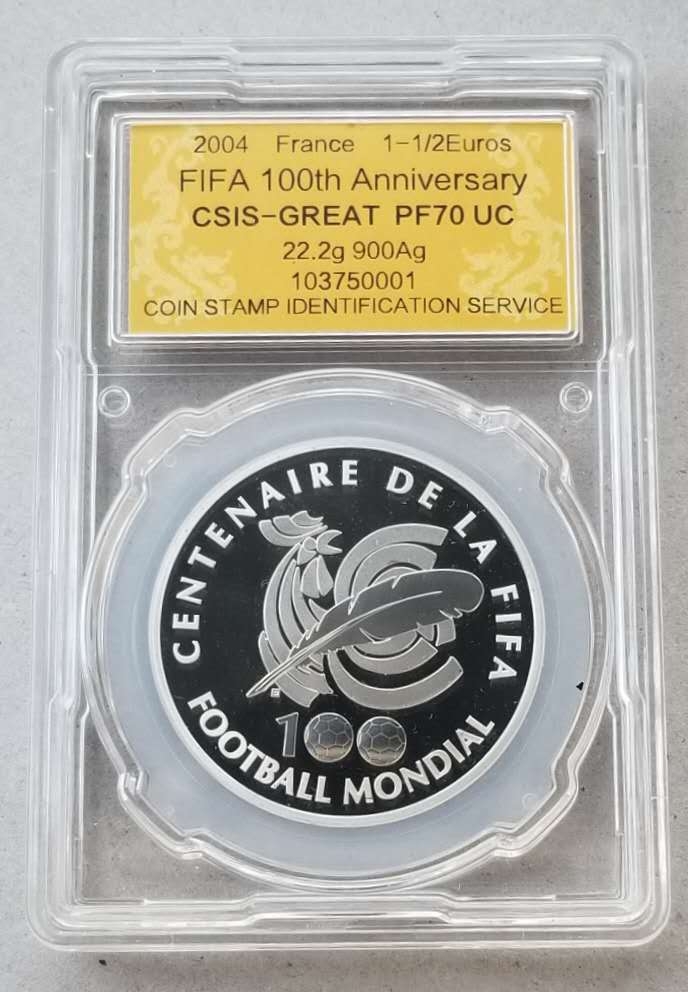 2004 France 1-1/2Euros
FIFA 100th Anniversary
CSIS-GREAT PF70 UC
22.2g 900Ag
103750001
COIN STAMP IDENTIFICATION SERVICE
CENTENAIRE DE LA FIFA
100
FOOTBALL MONDIAL